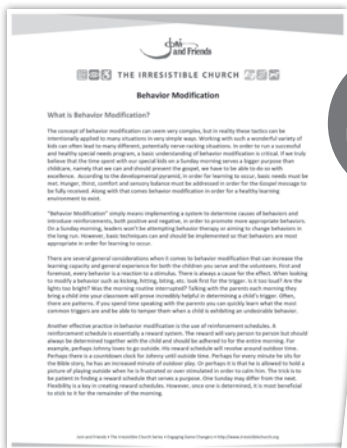 Joni
and Friends
THE IRRESISTIBLE CHURCH
Behavior Modification
What is Behavior Modification?
The concept of behavior modification can seem very complex, but in reality these tactics can be
intentionally applied to many situations in very simple ways. Working with such a wonderful variety of
kids can often lead to many different, potentially nerve-racking situations. In order to run a successful
and healthy special needs program, a basic understanding of behavior modification is critical. If we truly
believe that the time spent with our special kids on a Sunday morning serves a bigger purpose than
childcare, namely that we can and should present the gospel, we have to be able to do so with
excellence. According to the developmental pyramid, in order for learning to occur, basic needs must be
met. Hunger, thirst, comfort and sensory balance must be addressed in order for the Gospel message to
be fully received. Along with that comes behavior modification in order for a healthy learning
environment to exist.
"Behavior Modification" simply means implementing a system to determine causes of behaviors and
introduce reinforcements, both positive and negative, in order to promote more appropriate behaviors.
On a Sunday morning, leaders won't be attempting behavior therapy or aiming to change behaviors in
the long run. However, basic techniques can and should be implemented so that behaviors are most
appropriate in order for learning to occur.
There are several general considerations when it comes to behavior modification that can increase the
learning capacity and general experience for both the children you serve and the volunteers. First and
foremost, every behavior is a reaction to a stimulus. There is always a cause for the effect. When looking
to modify a behavior such as kicking, hitting, biting, etc. look first for the trigger. Is it too loud? Are the
lights too bright? Was the morning routine interrupted? Talking with the parents each morning they
bring a child into your classroom will prove incredibly helpful in determining a child's trigger. Often,
there are patterns. If you spend time speaking with the parents you can quickly learn what the most
common triggers are and be able to temper them when a child is exhibiting an undesirable behavior.
Another effective practice in behavior modification is the use of reinforcement schedules. A
reinforcement schedule is essentially a reward system. The reward will vary person to person but should
always be determined together with the child and should be adhered to for the entire morning. For
example, perhaps Johnny loves to go outside. His reward schedule will revolve around outdoor time.
Perhaps there is a countdown clock for Johnny until outside time. Perhaps for every minute he sits for
the Bible story, he has an increased minute of outdoor play. Or perhaps it is that he is allowed to hold a
picture of playing outside when he is frustrated or over stimulated in order to calm him. The trick is to
be patient in finding a reward schedule that serves a purpose. One Sunday may differ from the next.
Flexibility is a key in creating reward schedules. However, once one is determined, it is most beneficial
to stick to it for the remainder of the morning.
Joni and Friends • The Irresistible Church Series • Engaging Game Changers • http://www.irresistiblechurch.org